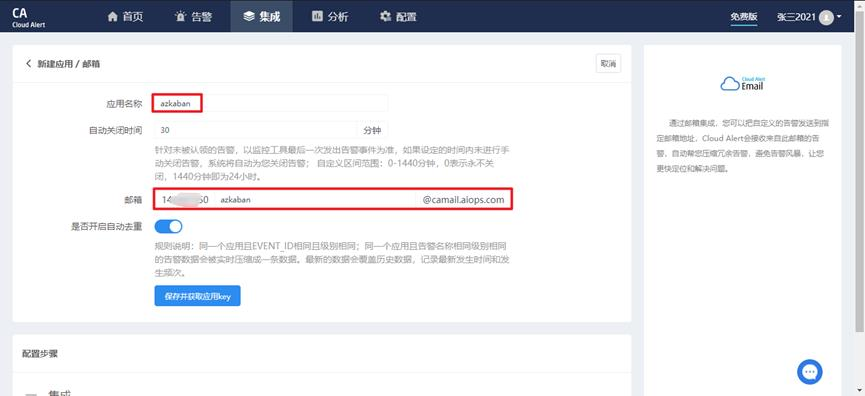 CA
Cloud Alert
首页
告警
集成
分析
配置
免费版
张三2021
新建应用 / 邮箱
取消
应用名称
azkaban
自动关闭时间
30
分钟
针对未被认领的告警，以监控工具最后一次发出告警事件为准，如果设定的时间内未进行手
动关闭告警，系统将自动为您关闭告警； 自定义区间范围：0-1440分钟，0表示永不关
闭，1440分钟即为24小时。
邮箱
azkaban
@camail.aiops.com
是否开启自动去重
规则说明：同一个应用且EVENT_ID相同且级别相同；同一个应用且告警名称相同级别相同
的告警数据会被实时压缩成一条数据。最新的数据会覆盖历史数据，记录最新发生时间和发
生频次。
保存并获取应用key
配置步骤
集成
Cloud Alert
Email
通过邮箱集成，您可以把自定义的告警发送到指
定邮箱地址，Cloud Alert会接收来自此邮箱的告
警，自动帮您压缩冗余告警，避免告警风暴，让您
更快定位和解决问题。